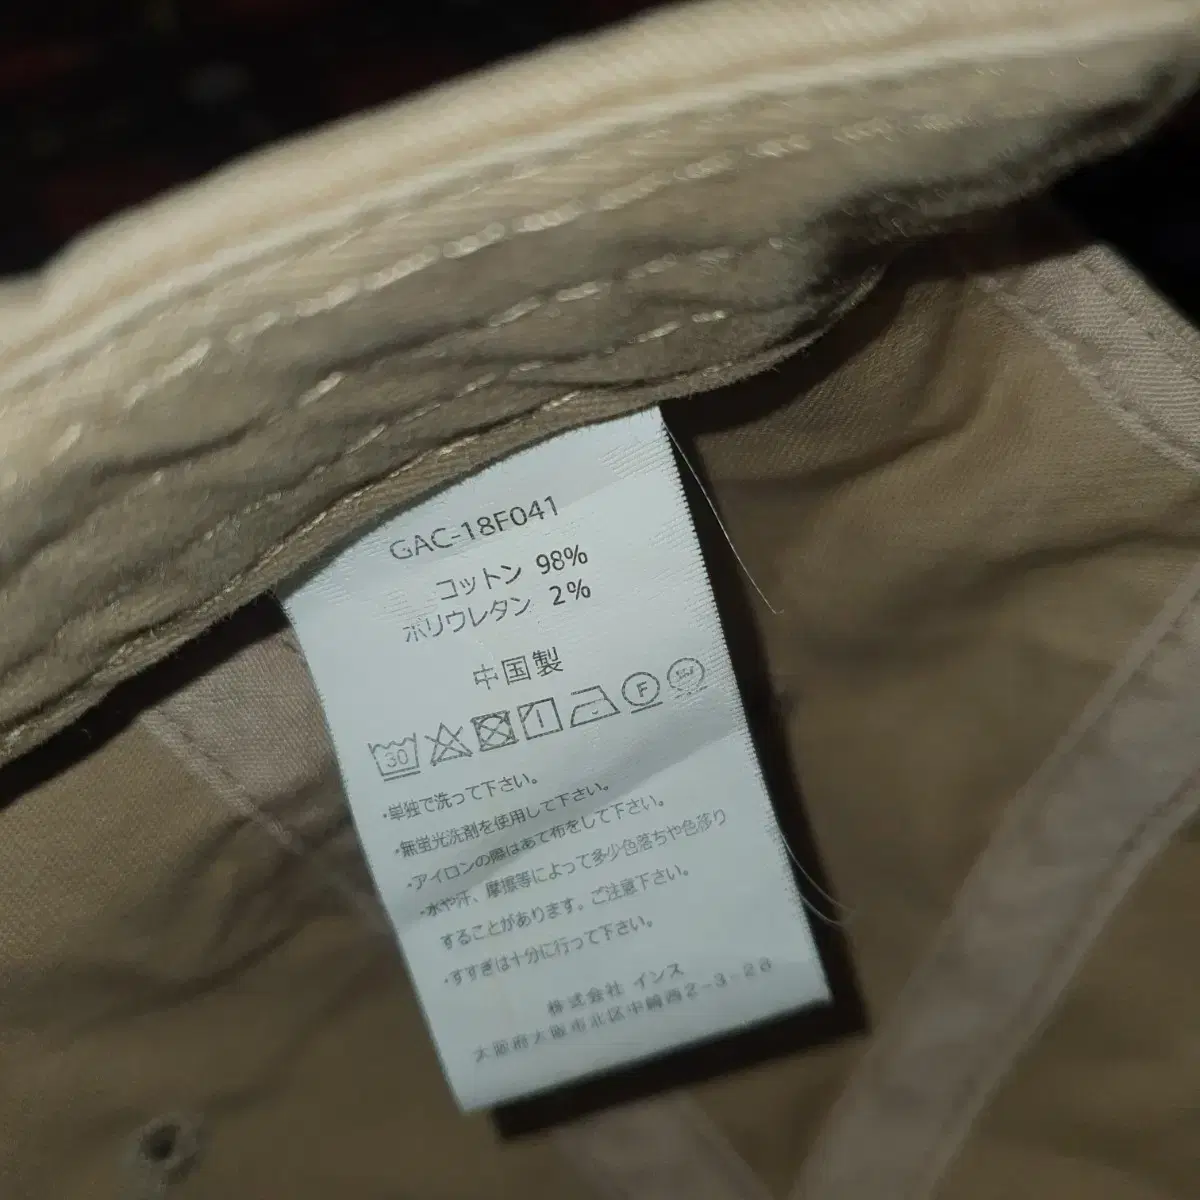 GAC-18F041
コットン 98%
ポリウレタン 2%
中国製
30 F
・単独で洗って下さい。
・無蛍光洗剤を使用して下さい。
・アイロンの際はあて布をして下さい。
・水や汗、摩擦等によって多少色落ちや色移り
することがあります。ご注意下さい。
・すすぎは十分に行って下さい。
株式会社 インス
大阪府大阪市北区中崎西2-3-28